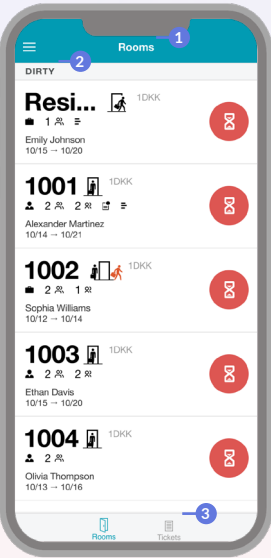 Rooms
1
2
DIRTY
Resi... 1DKK
1 
Emily Johnson
10/15 → 10/20
1001 1DKK
2 2
Alexander Martinez
10/14 → 10/21
1002 1DKK
2 1
Sophia Williams
10/12 → 10/14
1003 1DKK
2 2
Ethan Davis
10/15 → 10/20
1004 1DKK
2
Olivia Thompson
10/13 → 10/16
3
Rooms Tickets